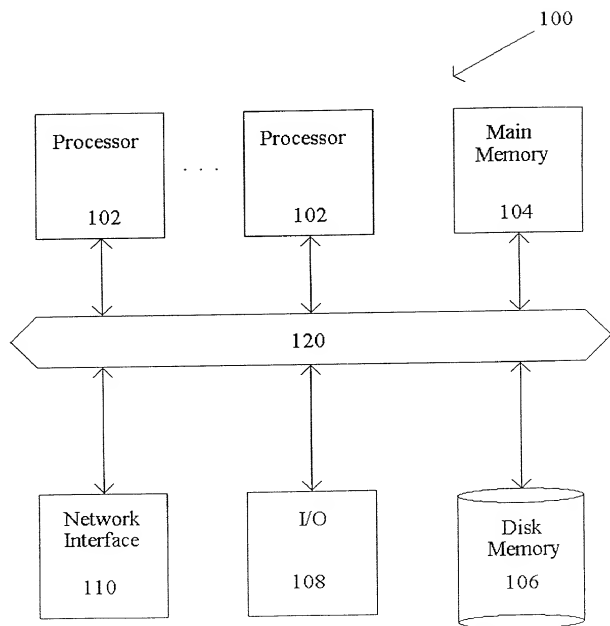 100
Processor
102
. . .
Processor
102
Main
Memory
104
120
Network
Interface
110
I/O
108
Disk
Memory
106